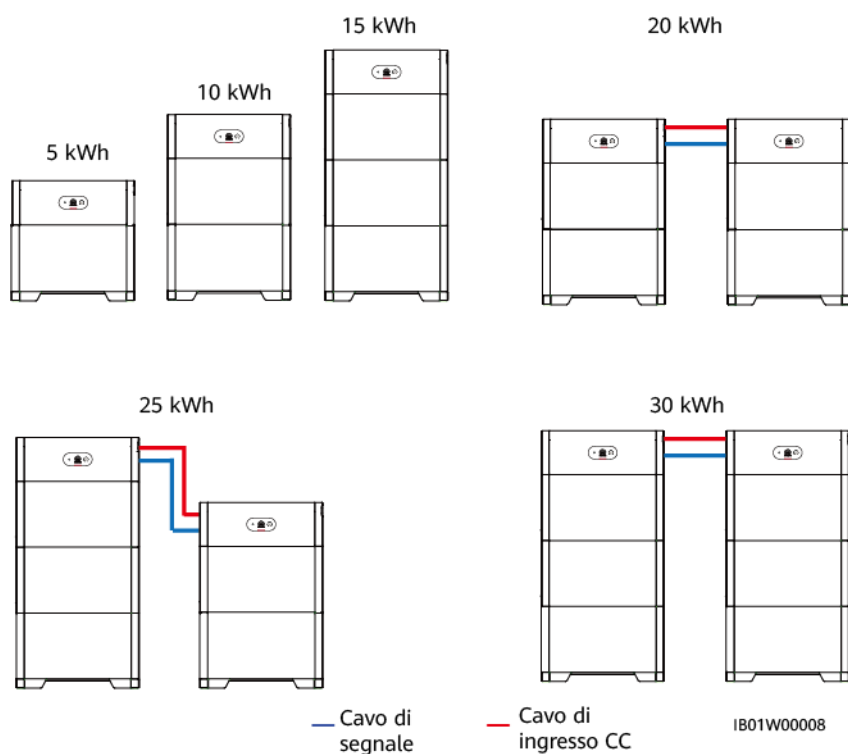 15 kWh
20 kWh
10 kWh
5 kWh
25 kWh
30 kWh
Cavo di
segnale
Cavo di
ingresso CC
IB01W00008